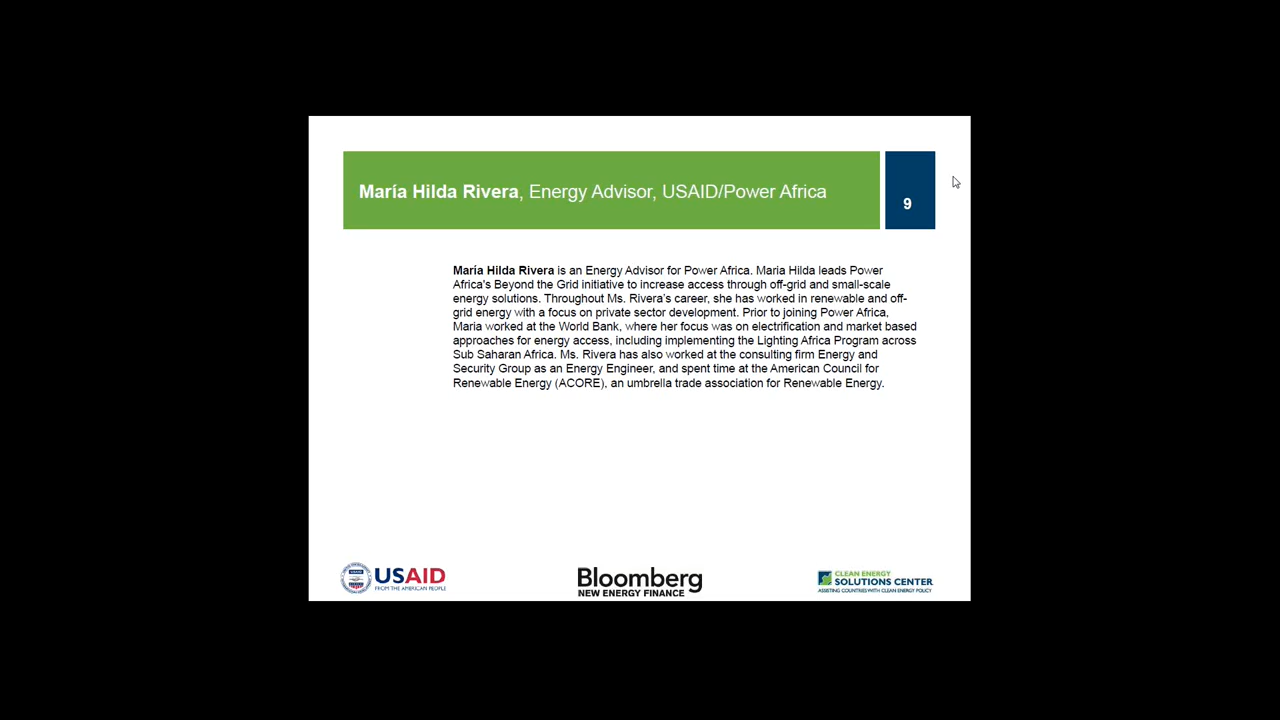 María Hilda Rivera, Energy Advisor, USAID/Power Africa
9
María Hilda Rivera is an Energy Advisor for Power Africa. Maria Hilda leads Power
Africa's Beyond the Grid initiative to increase access through off-grid and small-scale
energy solutions. Throughout Ms. Rivera's career, she has worked in renewable and off-
grid energy with a focus on private sector development. Prior to joining Power Africa,
Maria worked at the World Bank, where her focus was on electrification and market based
approaches for energy access, including implementing the Lighting Africa Program across
Sub Saharan Africa. Ms. Rivera has also worked at the consulting firm Energy and
Security Group as an Energy Engineer, and spent time at the American Council for
Renewable Energy (ACORE), an umbrella trade association for Renewable Energy.
USAID
FROM THE AMERICAN PEOPLE
Bloomberg
NEW ENERGY FINANCE
CLEAN ENERGY
SOLUTIONS CENTER
ASSISTING COUNTRIES WITH CLEAN ENERGY POLICY